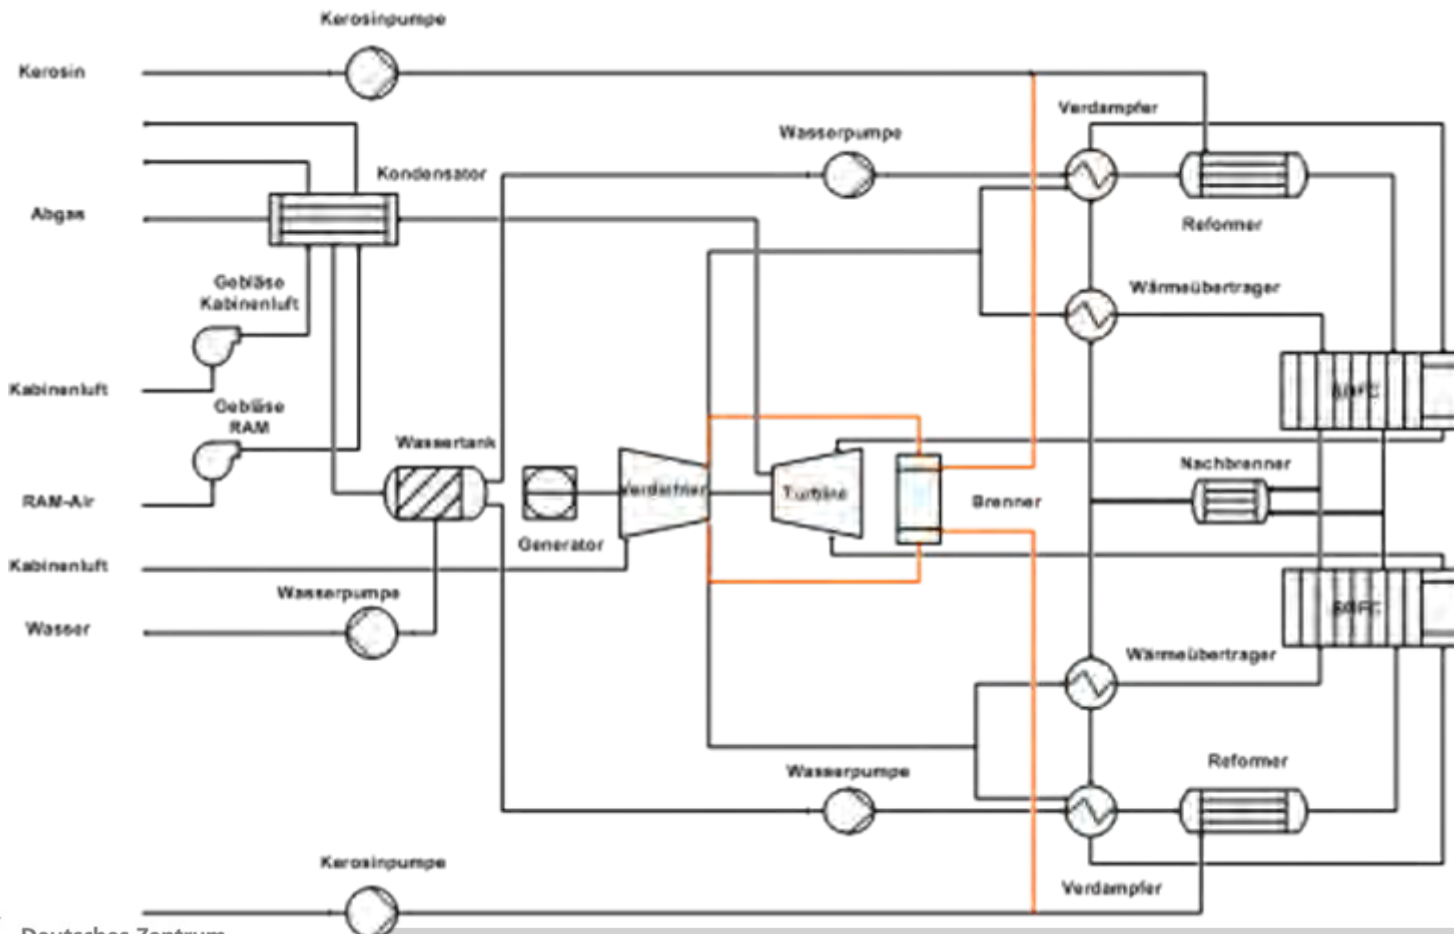 Kerosinpumpe
Kerosin
Verdampfer
Wasserpumpe
Kondensator
Abgas
Reformer
Gebläse
Kabinenluft
Wärmeübertrager
Kabinenluft
Gebläse
RAM
Wassertank
Nachbrenner
RAM-Air
Verdichter
Turbine
Brenner
Generator
Kabinenluft
Wasserpumpe
SOFC
Wasser
Wärmeübertrager
Reformer
Wasserpumpe
Kerosinpumpe
Verdampfer